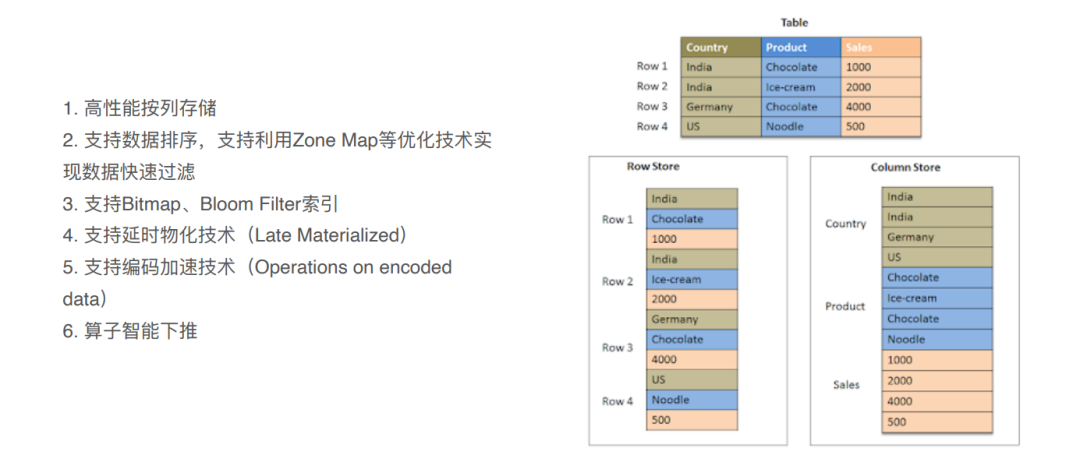 1. 高性能按列存储
2. 支持数据排序，支持利用Zone Map等优化技术实
现数据快速过滤
3. 支持Bitmap、Bloom Filter索引
4. 支持延时物化技术（Late Materialized）
5. 支持编码加速技术（Operations on encoded
data）
6. 算子智能下推
Table
Country Product Sales
Row 1 India Chocolate 1000
Row 2 India Ice-cream 2000
Row 3 Germany Chocolate 4000
Row 4 US Noodle 500
Row Store
India
Row 1 Chocolate
1000
India
Row 2 Ice-cream
2000
Germany
Row 3 Chocolate
4000
US
Row 4 Noodle
500
Column Store
India
Country India
Germany
US
Chocolate
Product Ice-cream
Chocolate
Noodle
1000
Sales 2000
4000
500